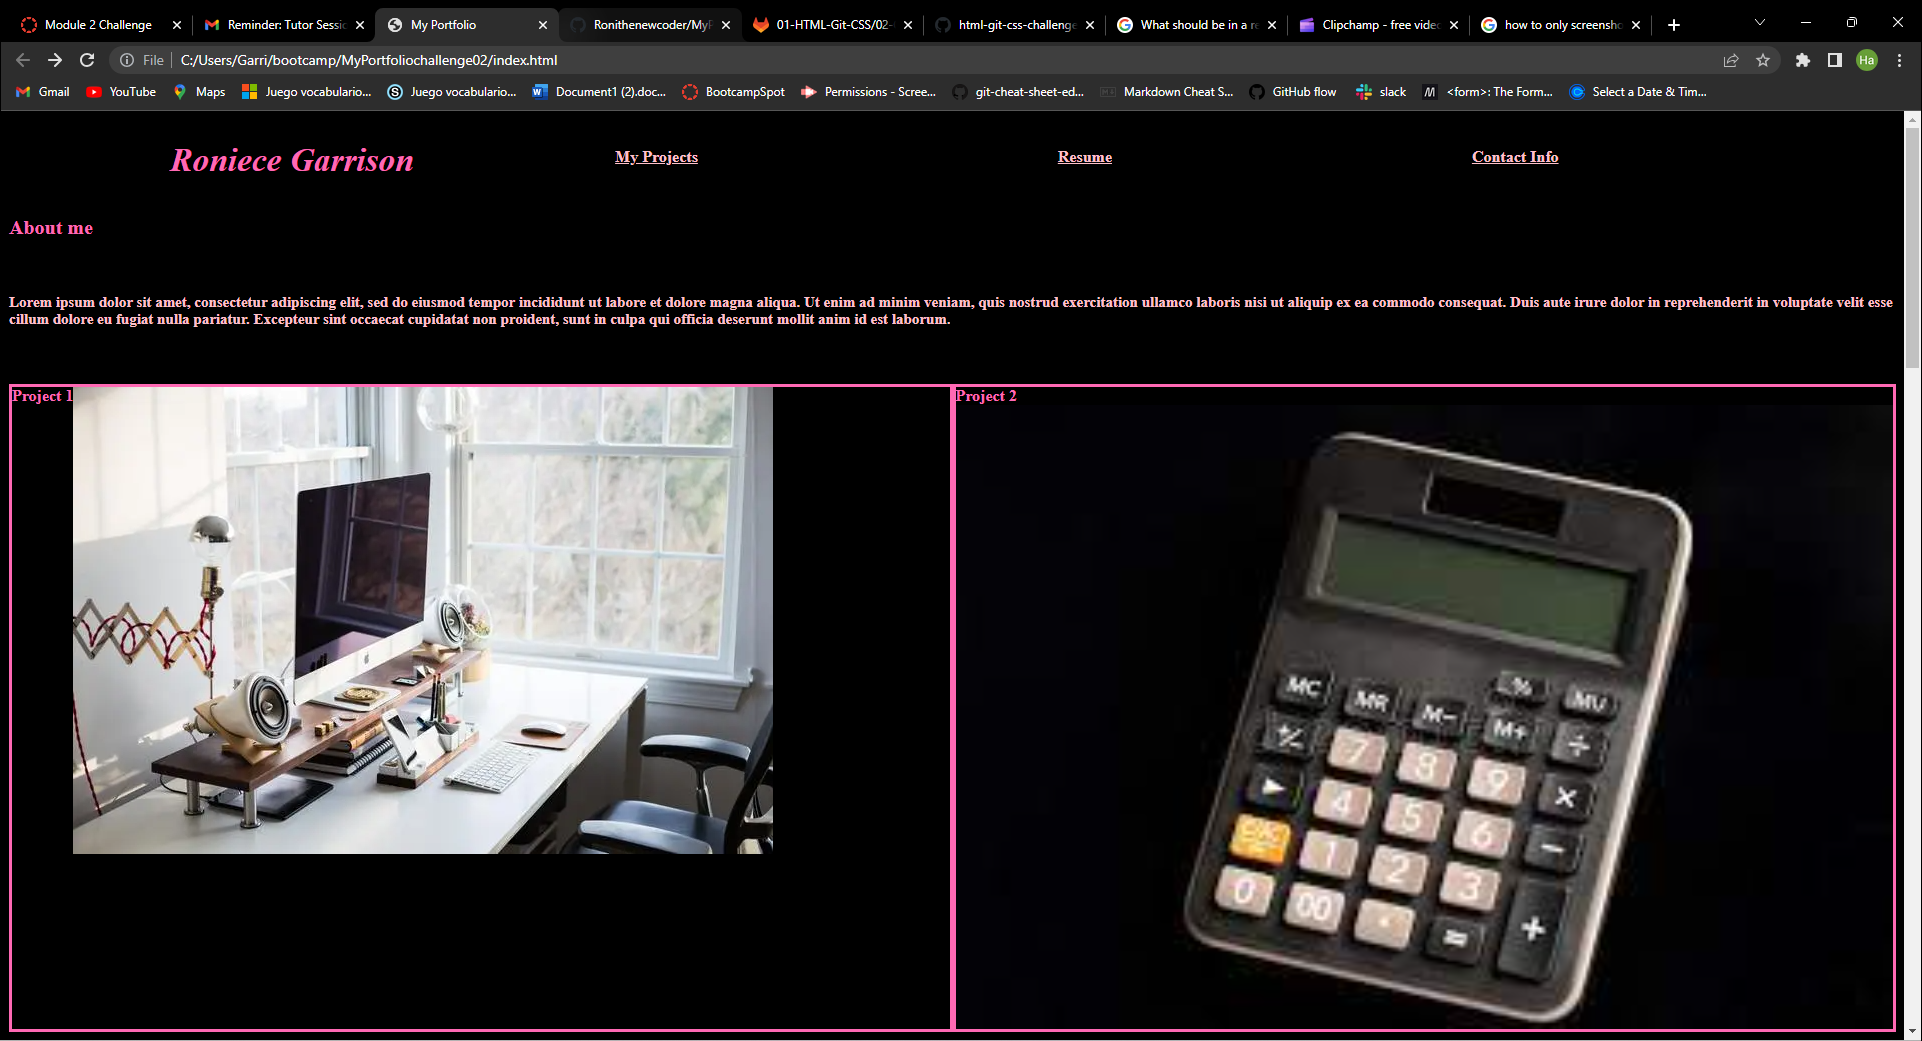 Module 2 Challenge
Reminder: Tutor Sessic
My Portfolio
Ronithenewcoder/MyP
01-HTML-Git-CSS/02-
html-git-css-challenge
What should be in a re
Clipchamp - free video
how to only screensho
File
C:/Users/Garri/bootcamp/MyPortfoliochallenge02/index.html
Ha
Gmail
YouTube
Maps
Juego vocabulario...
Juego vocabulario...
Document1 (2).doc...
BootcampSpot
Permissions - Scree...
git-cheat-sheet-ed...
Markdown Cheat S...
GitHub flow
slack
<form>: The Form...
Select a Date & Tim...
Roniece Garrison
My Projects
Resume
Contact Info
About me
Lorem ipsum dolor sit amet, consectetur adipiscing elit, sed do eiusmod tempor incididunt ut labore et dolore magna aliqua. Ut enim ad minim veniam, quis nostrud exercitation ullamco laboris nisi ut aliquip ex ea commodo consequat. Duis aute irure dolor in reprehenderit in voluptate velit esse
cillum dolore eu fugiat nulla pariatur. Excepteur sint occaecat cupidatat non proident, sunt in culpa qui officia deserunt mollit anim id est laborum.
Project 1
Project 2
% MU
MC MR M- M+
+/- 7 8 9 ÷
▶ 4 5 6 ×
1 2 3 −
0 00 • = +